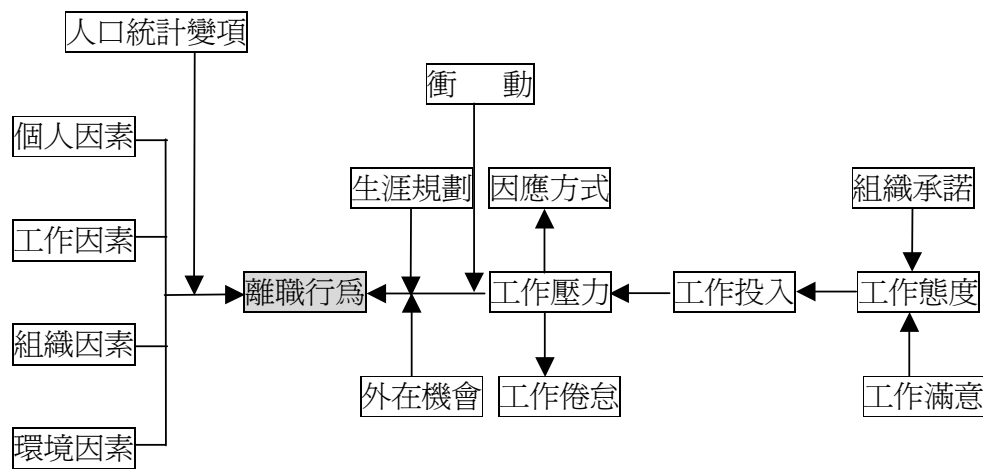 人口統計變項
衝 動
個人因素
生涯規劃
因應方式
組織承諾
工作因素
離職行為
工作壓力
工作投入
工作態度
組織因素
外在機會
工作倦怠
工作滿意
環境因素